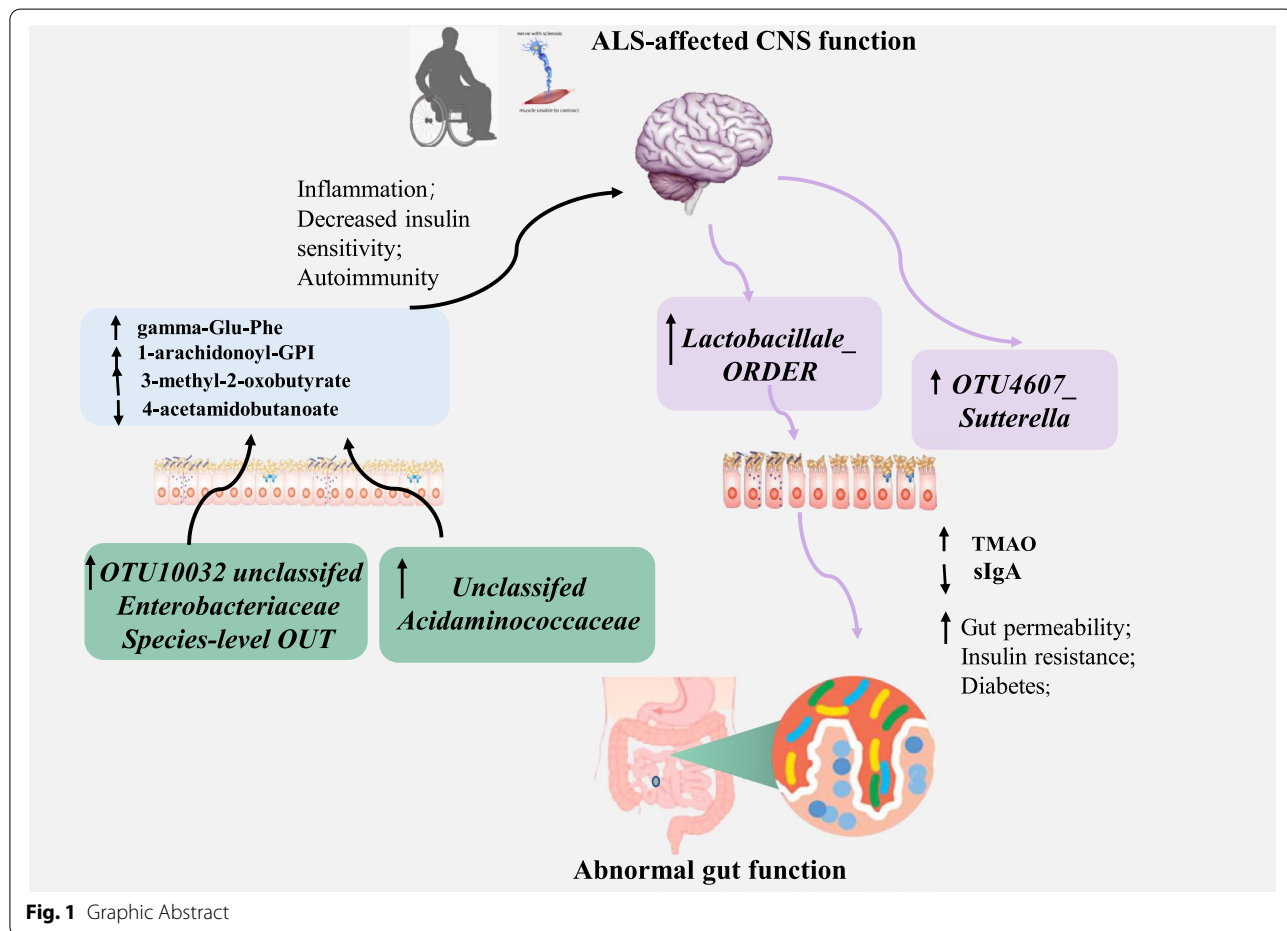 ALS-affected CNS function
nerve with sclerosis
muscle unable to contract
Inflammation;
Decreased insulin
sensitivity;
Autoimmunity
gamma-Glu-Phe
1-arachidonoyl-GPI
3-methyl-2-oxobutyrate
4-acetamidobutanoate
Lactobacillale_
ORDER
OTU4607_
Sutterella
OTU10032 unclassifed
Enterobacteriaceae
Species-level OUT
Unclassifed
Acidaminococcaceae
TMAO
sIgA
Gut permeability;
Insulin resistance;
Diabetes;
Abnormal gut function
Fig. 1 Graphic Abstract